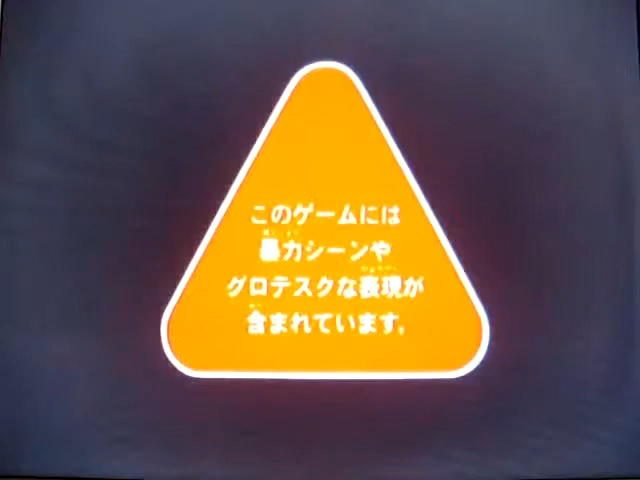 このゲームには
暴力シーンや
グロテスクな表現が
含まれています。